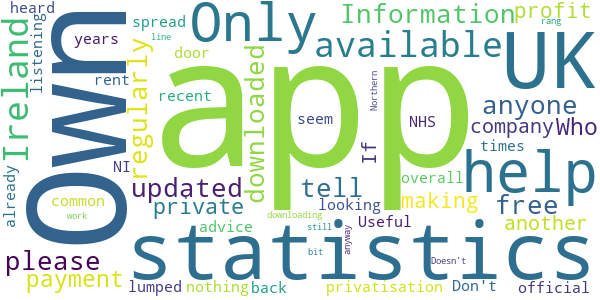 heard
spread
years
line
listening
Ireland
rent
door
recent
regularly
Own
Only
Information
available
downloaded
profit
rang
UK
anyone
company
Who
times
app
seem
Northern
NHS
If
NI
already
common
work
updated
private
tell
help
overall
looking
making
free
Useful
another
advice
downloading
still
anyway
statistics
please
payment
lumped
nothing
back
bit
privatisation
Doesn't
Don't
official